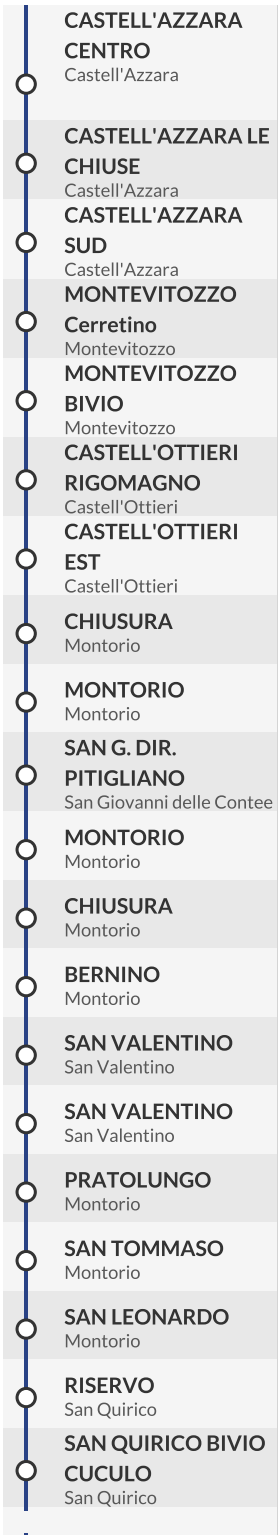 CASTELL'AZZARA
CENTRO
Castell'Azzara
CASTELL'AZZARA LE
CHIUSE
Castell'Azzara
CASTELL'AZZARA
SUD
Castell'Azzara
MONTEVITOZZO
Cerretino
Montevitozzo
MONTEVITOZZO
BIVIO
Montevitozzo
CASTELL'OTTIERI
RIGOMAGNO
Castell'Ottieri
CASTELL'OTTIERI
EST
Castell'Ottieri
CHIUSURA
Montorio
MONTORIO
Montorio
SAN G. DIR.
PITIGLIANO
San Giovanni delle Contee
MONTORIO
Montorio
CHIUSURA
Montorio
BERNINO
Montorio
SAN VALENTINO
San Valentino
SAN VALENTINO
San Valentino
PRATOLUNGO
Montorio
SAN TOMMASO
Montorio
SAN LEONARDO
Montorio
RISERVO
San Quirico
SAN QUIRICO BIVIO
CUCULO
San Quirico